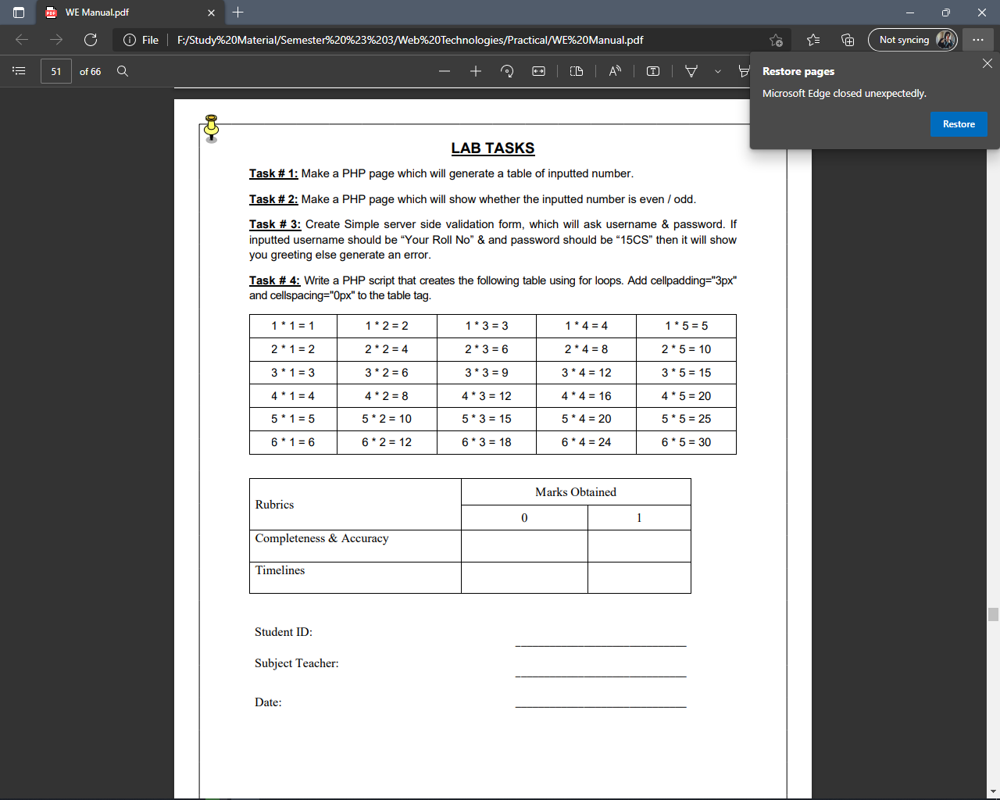 WE Manual.pdf
File
F:/Study%20Material/Semester%20%23%203/Web%20Technologies/Practical/WE%20Manual.pdf
Not syncing
51
of 66
Restore pages
Microsoft Edge closed unexpectedly.
Restore
LAB TASKS
Task # 1: Make a PHP page which will generate a table of inputted number.
Task # 2: Make a PHP page which will show whether the inputted number is even / odd.
Task # 3: Create Simple server side validation form, which will ask username & password. If
inputted username should be “Your Roll No” & and password should be “15CS” then it will show
you greeting else generate an error.
Task # 4: Write a PHP script that creates the following table using for loops. Add cellpadding="3px"
and cellspacing="0px" to the table tag.
1 * 1 = 1 1 * 2 = 2 1 * 3 = 3 1 * 4 = 4 1 * 5 = 5
2 * 1 = 2 2 * 2 = 4 2 * 3 = 6 2 * 4 = 8 2 * 5 = 10
3 * 1 = 3 3 * 2 = 6 3 * 3 = 9 3 * 4 = 12 3 * 5 = 15
4 * 1 = 4 4 * 2 = 8 4 * 3 = 12 4 * 4 = 16 4 * 5 = 20
5 * 1 = 5 5 * 2 = 10 5 * 3 = 15 5 * 4 = 20 5 * 5 = 25
6 * 1 = 6 6 * 2 = 12 6 * 3 = 18 6 * 4 = 24 6 * 5 = 30
Rubrics
Marks Obtained
0 1
Completeness & Accuracy
Timelines
Student ID:
Subject Teacher:
Date: